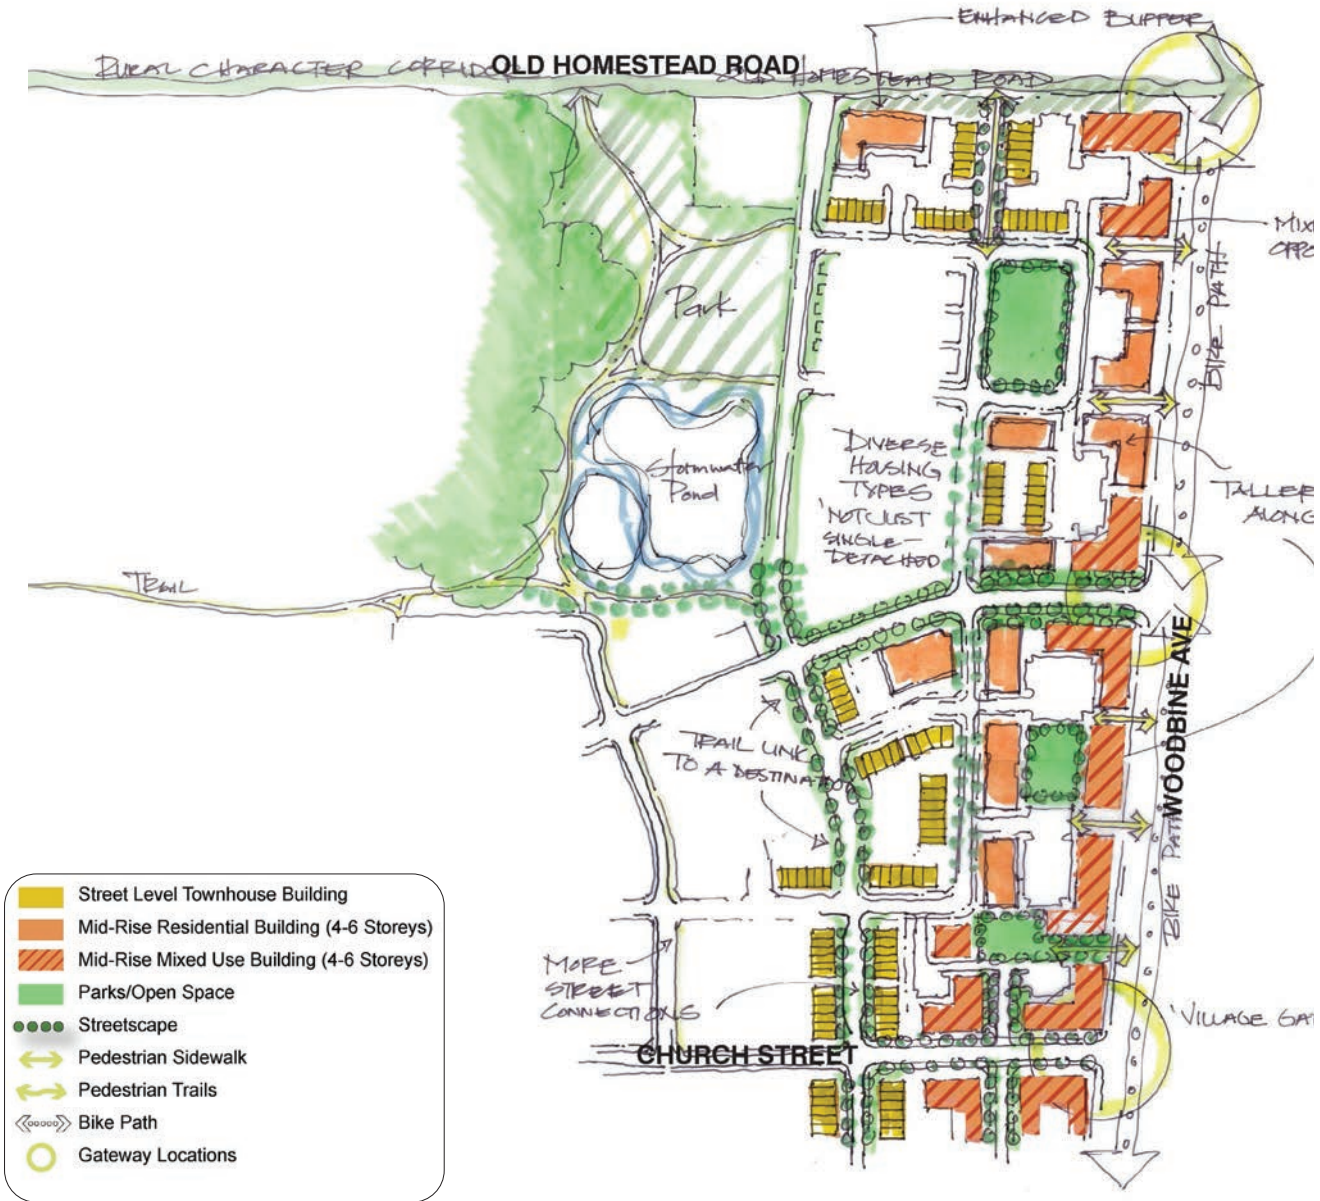 ENHANCED BUFFER
RURAL CHARACTER CORRIDOR
OLD HOMESTEAD ROAD
OLD HOMESTEAD ROAD
MIX
OPPO
BIKE PATH
Park
Stormwater
Pond
DIVERSE
HOUSING
TYPES
'NOT JUST
SINGLE-
DETACHED
TALLER
ALONG
TRAIL
WOODBINE AVE
TRAIL LINK
TO A DESTINATION
BIKE PATH
MORE
STREET
CONNECTIONS
'VILLAGE GAT
CHURCH STREET
Street Level Townhouse Building
Mid-Rise Residential Building (4-6 Storeys)
Mid-Rise Mixed Use Building (4-6 Storeys)
Parks/Open Space
Streetscape
Pedestrian Sidewalk
Pedestrian Trails
Bike Path
Gateway Locations